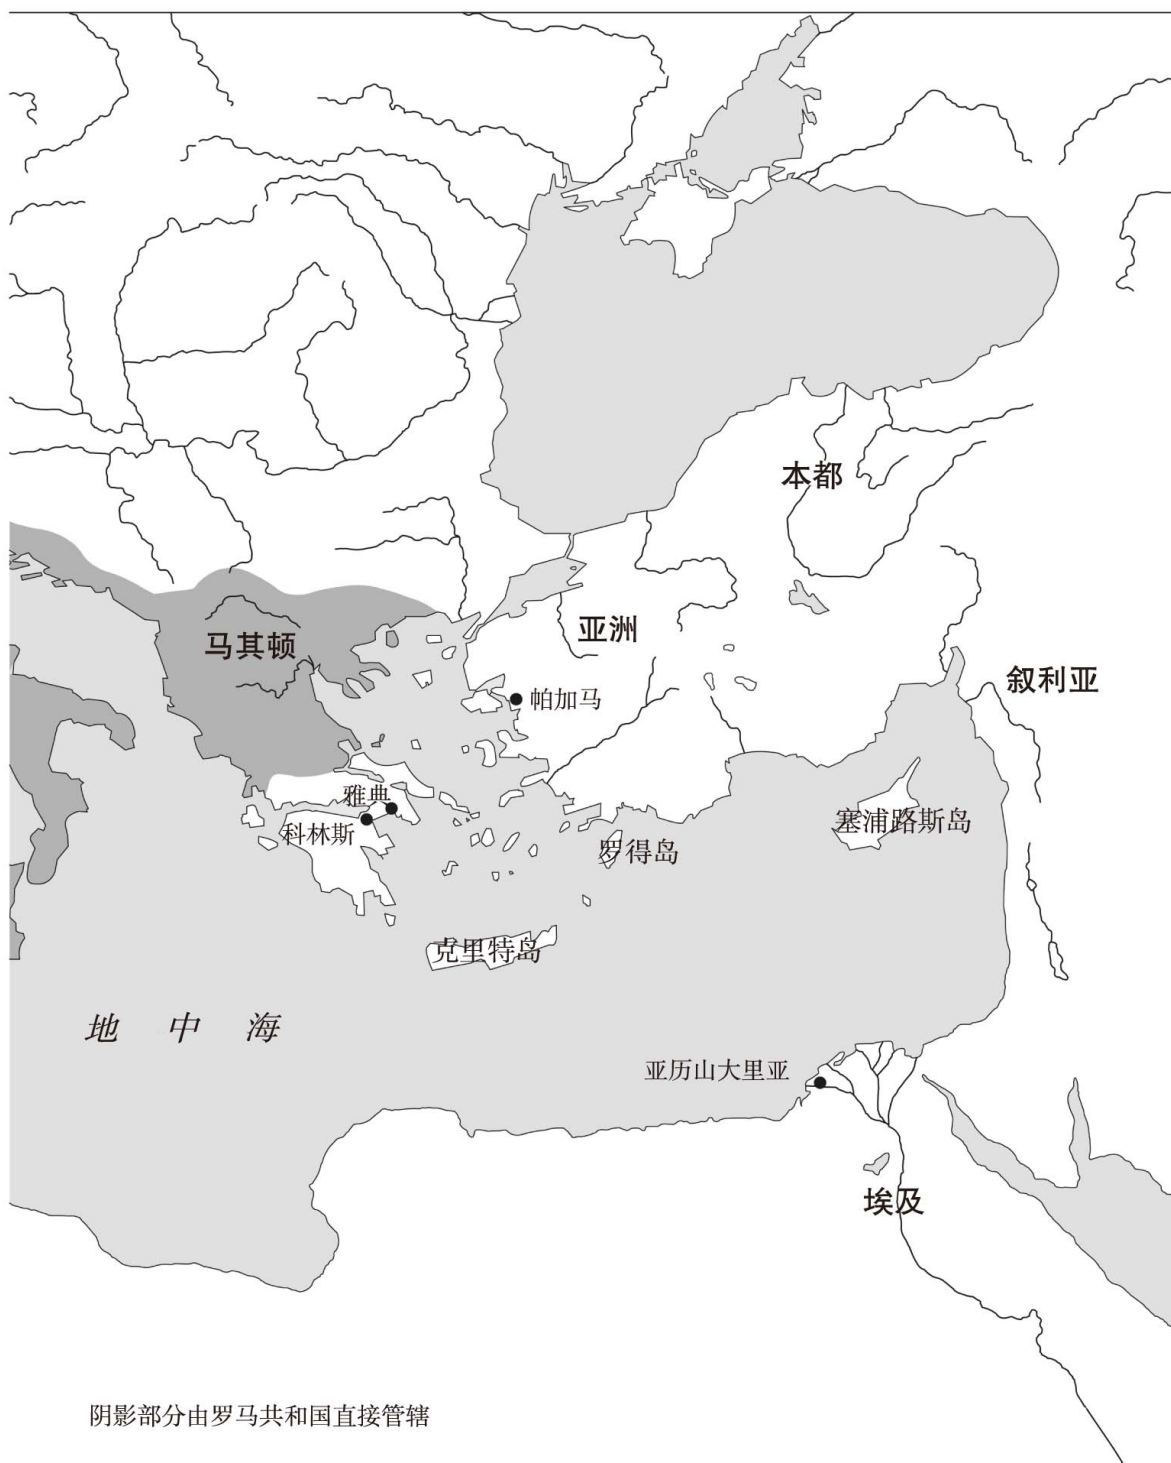 本都
马其顿
亚洲
叙利亚
帕加马
雅典
科林斯
塞浦路斯岛
罗得岛
克里特岛
地中海
亚历山大里亚
埃及
阴影部分由罗马共和国直接管辖